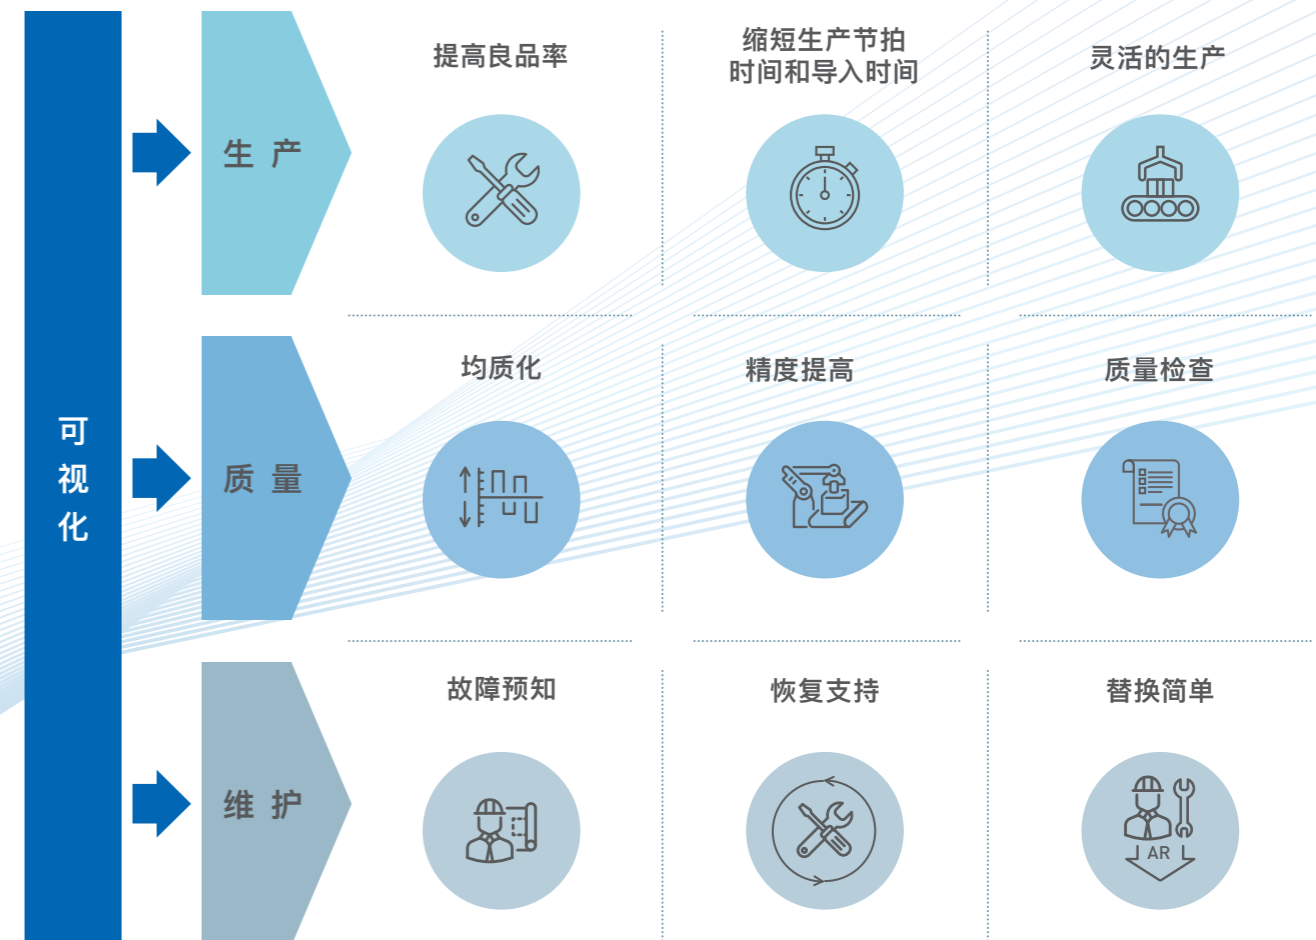 可
视
化
生产
提高良品率
缩短生产节拍
时间和导入时间
灵活的生产
质量
均质化
精度提高
质量检查
维护
故障预知
恢复支持
替换简单
AR